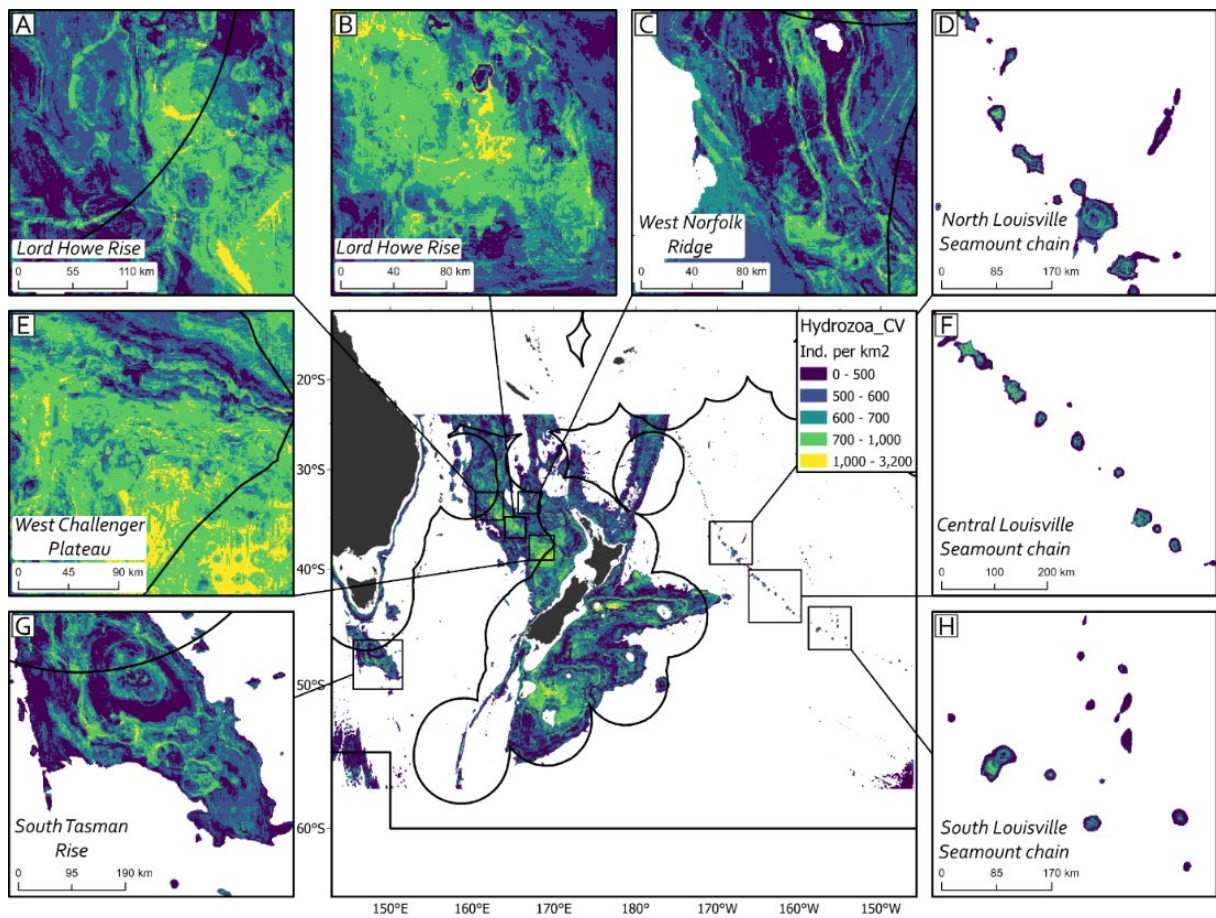 A
Lord Howe Rise
0 55 110 km
B
Lord Howe Rise
0 40 80 km
C
West Norfolk
Ridge
0 40 80 km
D
North Louisville
Seamount chain
0 85 170 km
E
West Challenger
Plateau
0 45 90 km
Hydrozoa_CV
Ind. per km2
0 - 500
500 - 600
600 - 700
700 - 1,000
1,000 - 3,200
20°S
30°S
40°S
50°S
60°S
150°E
160°E
170°E
180°
170°W
160°W
150°W
F
Central Louisville
Seamount chain
0 100 200 km
G
South Tasman
Rise
0 95 190 km
H
South Louisville
Seamount chain
0 85 170 km